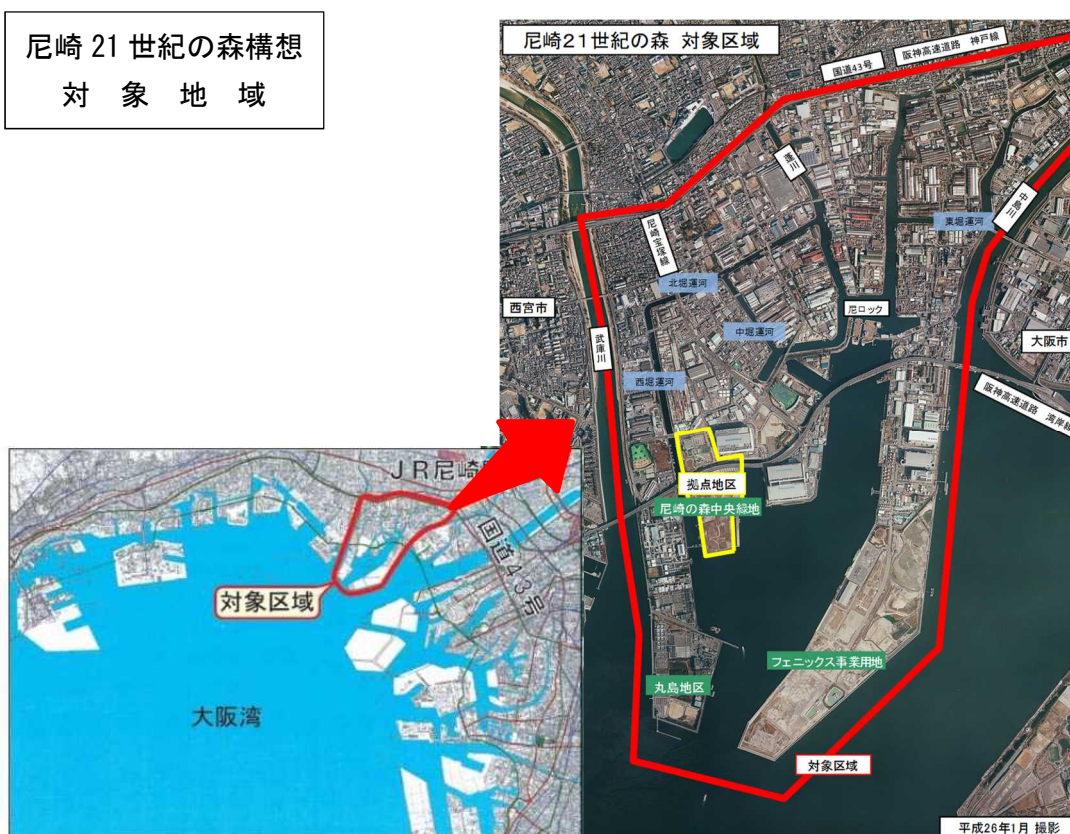 尼崎 21 世紀の森構想
対 象 地 域
尼崎21世紀の森 対象区域
国道43号
阪神高速道路 神戸線
蓬川
中島川
東堀運河
尼崎宝塚線
北堀運河
西宮市
尼ロック
武庫川
中堀運河
大阪市
西堀運河
阪神高速道路 湾岸線
拠点地区
尼崎の森中央緑地
フェニックス事業用地
丸島地区
対象区域
平成26年1月 撮影
JR尼崎
国道43号
対象区域
大阪湾